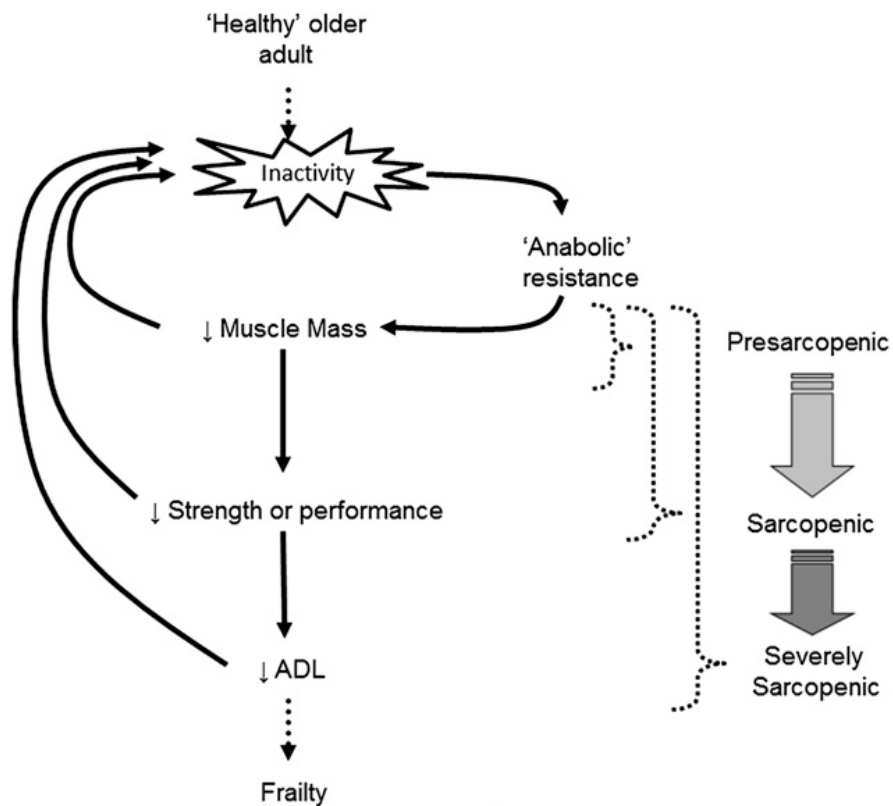 ‘Healthy’ older
adult
Inactivity
‘Anabolic’
resistance
↓ Muscle Mass
Presarcopenic
↓ Strength or performance
Sarcopenic
↓ ADL
Severely
Sarcopenic
Frailty